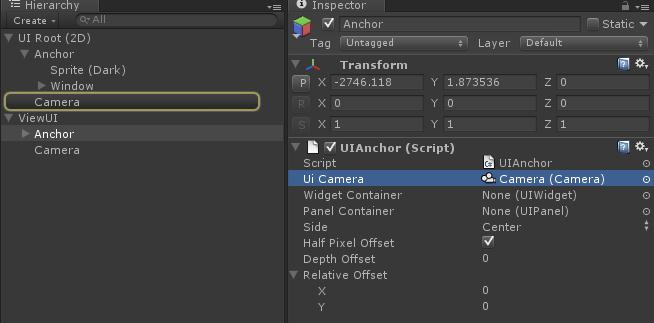 Hierarchy
Create
All
UI Root (2D)
Anchor
Sprite (Dark)
Window
Camera
ViewUI
Anchor
Camera
Inspector
Anchor
Static
Tag Untagged Layer Default
Transform
P X -2746.118 Y 1.873536 Z 0
R X 0 Y 0 Z 0
S X 1 Y 1 Z 1
UIAnchor (Script)
Script UIAnchor
Ui Camera Camera (Camera)
Widget Container None (UIWidget)
Panel Container None (UIPanel)
Side Center
Half Pixel Offset
Depth Offset 0
Relative Offset
X 0
Y 0